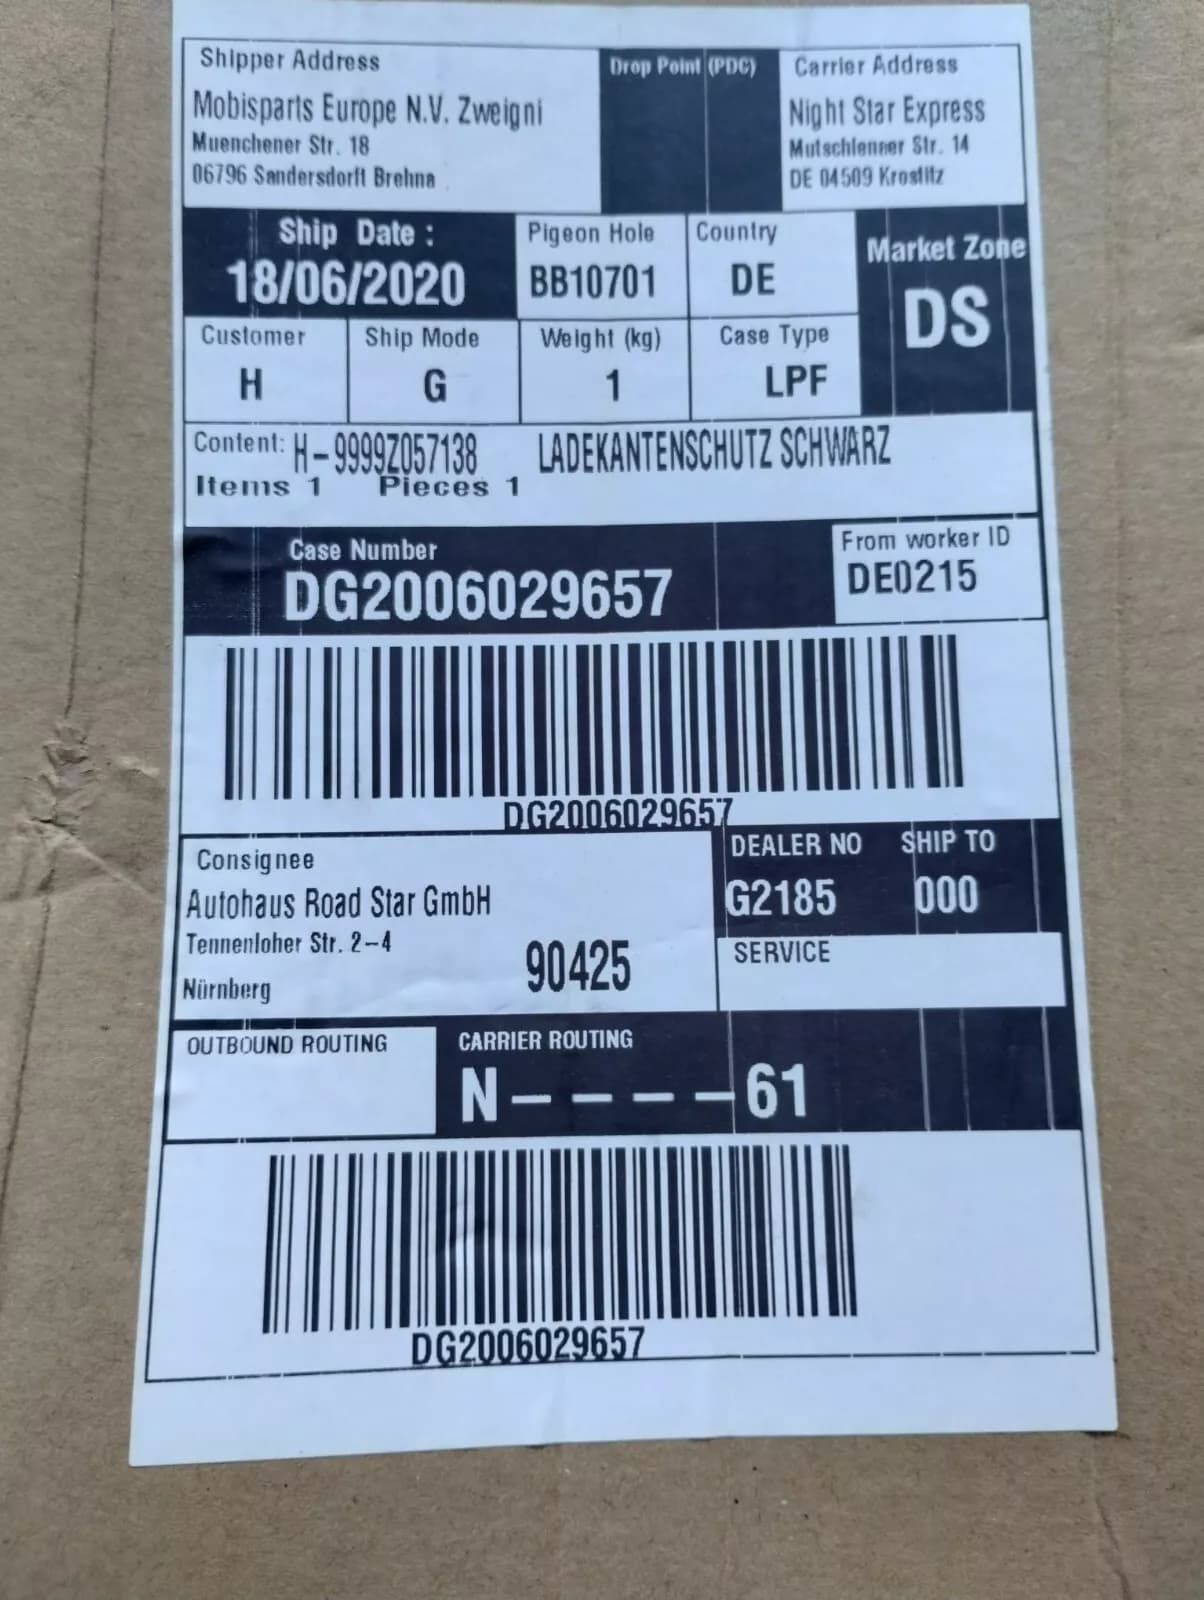 Shipper Address
Mobisparts Europe N.V. Zweigni
Muenchener Str. 18
06796 Sandersdorft Brehna
Drop Point (PDC)
Carrier Address
Night Star Express
Mutschlenaer Str. 14
DE 04509 Krostitz
Ship Date :
18/06/2020
Pigeon Hole
BB10701
Country
DE
Market Zone
DS
Customer
H
Ship Mode
G
Weight (kg)
1
Case Type
LPF
Content: H-9999Z057138 LADEKANTENSCHUTZ SCHWARZ
Items 1 Pieces 1
Case Number
DG2006029657
From worker ID
DE0215
DG2006029657
Consignee
Autohaus Road Star GmbH
Tennenloher Str. 2-4
Nürnberg
90425
DEALER NO SHIP TO
G2185 000
SERVICE
OUTBOUND ROUTING
CARRIER ROUTING
N-----61
DG2006029657